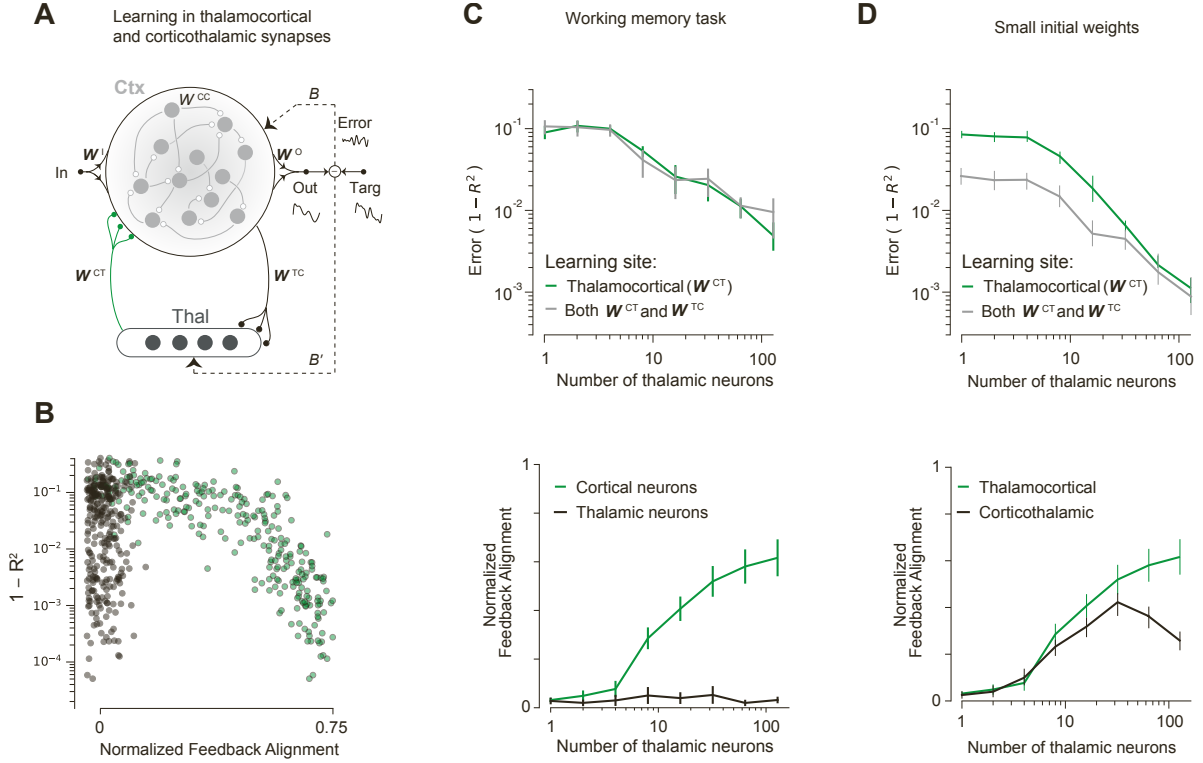 A
Learning in thalamocortical
and corticothalamic synapses
Ctx
W CC
B
Error
W I
W O
In
Out
Targ
W CT
W TC
Thal
B′
B
1 − R²
10⁻¹
10⁻²
10⁻³
10⁻⁴
0
0.75
Normalized Feedback Alignment
C
Working memory task
Error ( 1 − R² )
10⁻¹
10⁻²
10⁻³
Learning site:
Thalamocortical (W CT)
Both W CT and W TC
1
10
100
Number of thalamic neurons
Normalized
Feedback Alignment
1
0
Cortical neurons
Thalamic neurons
1
10
100
Number of thalamic neurons
D
Small initial weights
Error ( 1 − R² )
10⁻¹
10⁻²
10⁻³
Learning site:
Thalamocortical (W CT)
Both W CT and W TC
1
10
100
Number of thalamic neurons
Normalized
Feedback Alignment
1
0
Thalamocortical
Corticothalamic
1
10
100
Number of thalamic neurons